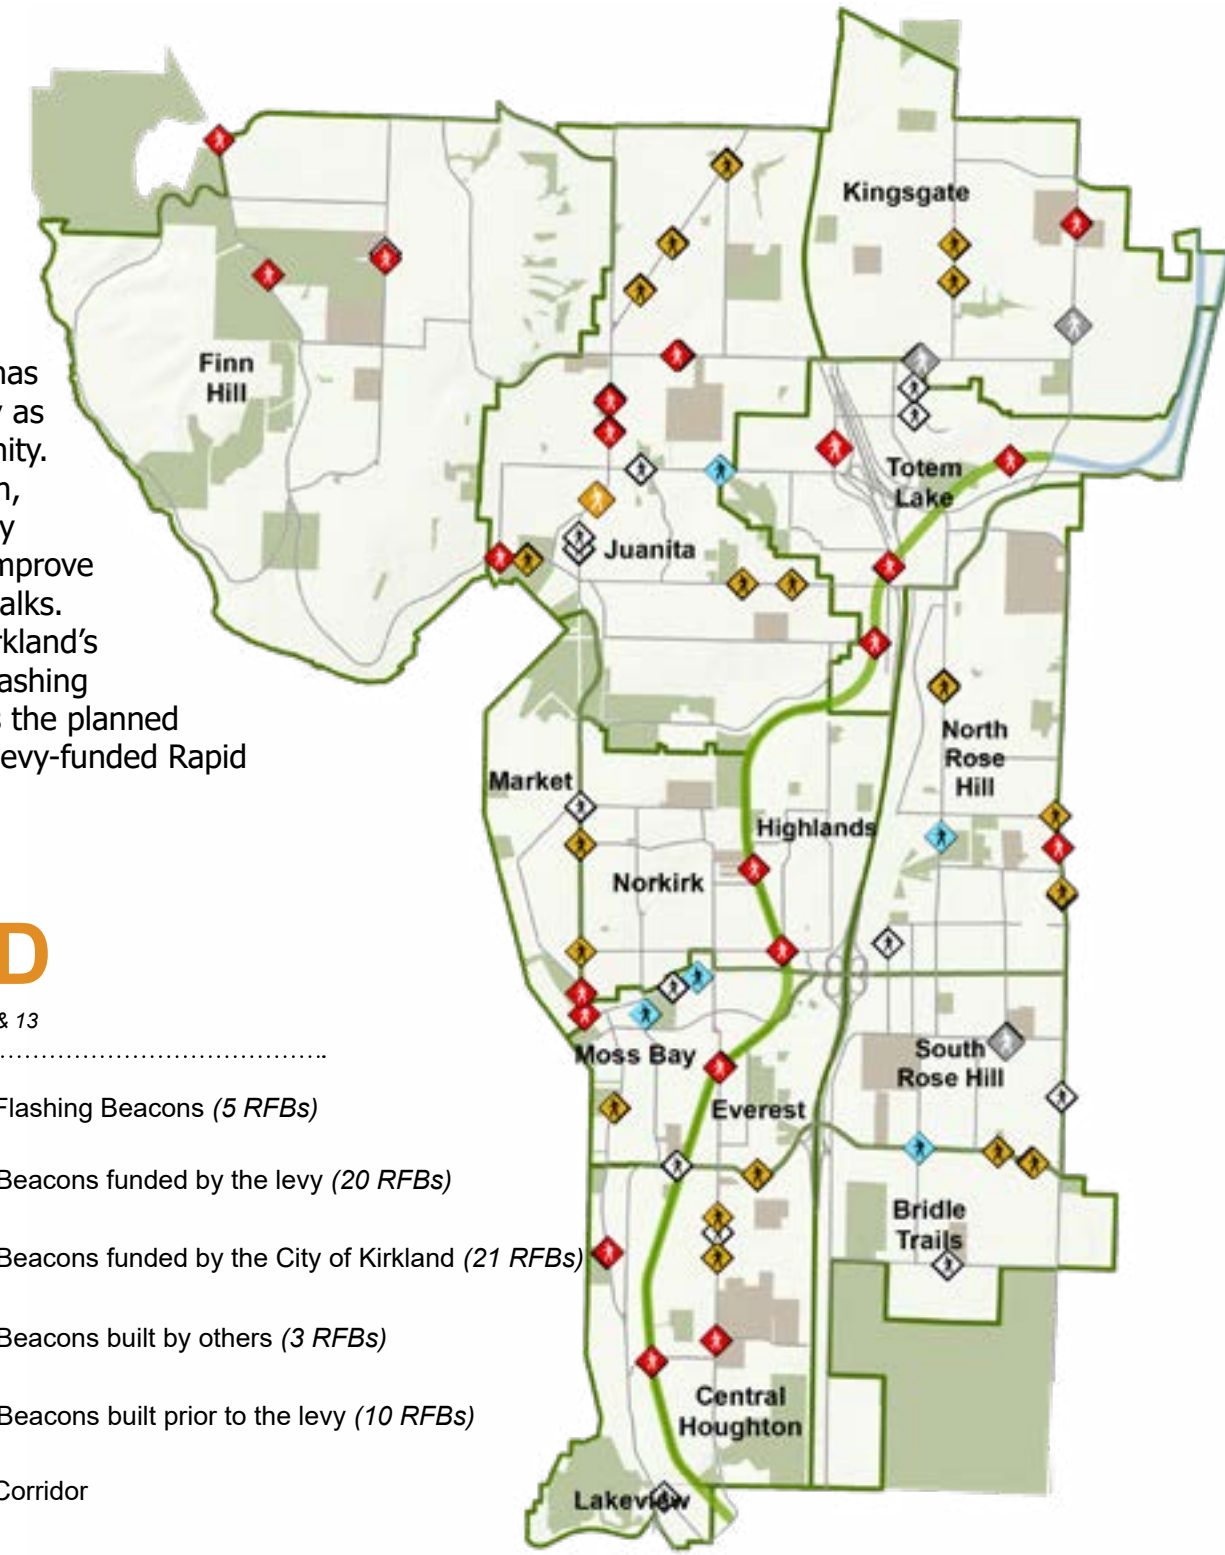 has
y as
nity.
n,
y
mprove
alks.
rkland's
ashing
s the planned
evy-funded Rapid
D
& 13
Flashing Beacons (5 RFBs)
Beacons funded by the levy (20 RFBs)
Beacons funded by the City of Kirkland (21 RFBs)
Beacons built by others (3 RFBs)
Beacons built prior to the levy (10 RFBs)
Corridor
Kingsgate
Finn
Hill
Totem
Lake
Juanita
North
Rose
Hill
Market
Highlands
Norkirk
Moss Bay
South
Rose Hill
Everest
Bridle
Trails
Central
Houghton
Lakeview